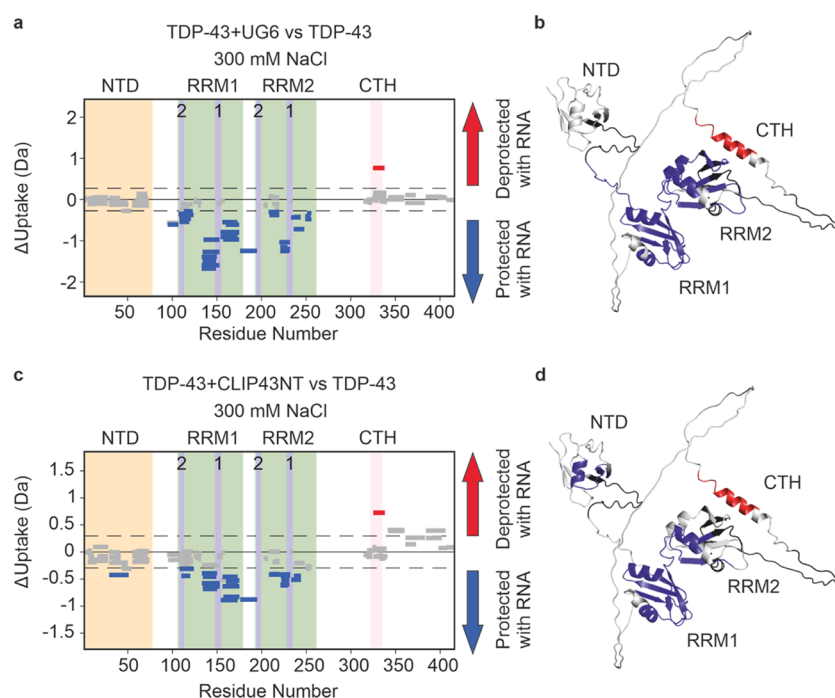 a
TDP-43+UG6 vs TDP-43
300 mM NaCl
NTD RRM1 RRM2 CTH
2 1 2 1
2
1
0
-1
-2
ΔUptake (Da)
50 100 150 200 250 300 350 400
Residue Number
Deprotected with RNA
Protected with RNA
b
NTD
CTH
RRM2
RRM1
c
TDP-43+CLIP43NT vs TDP-43
300 mM NaCl
NTD RRM1 RRM2 CTH
2 1 2 1
1.5
1
0.5
0
-0.5
-1
-1.5
ΔUptake (Da)
50 100 150 200 250 300 350 400
Residue Number
Deprotected with RNA
Protected with RNA
d
NTD
CTH
RRM2
RRM1